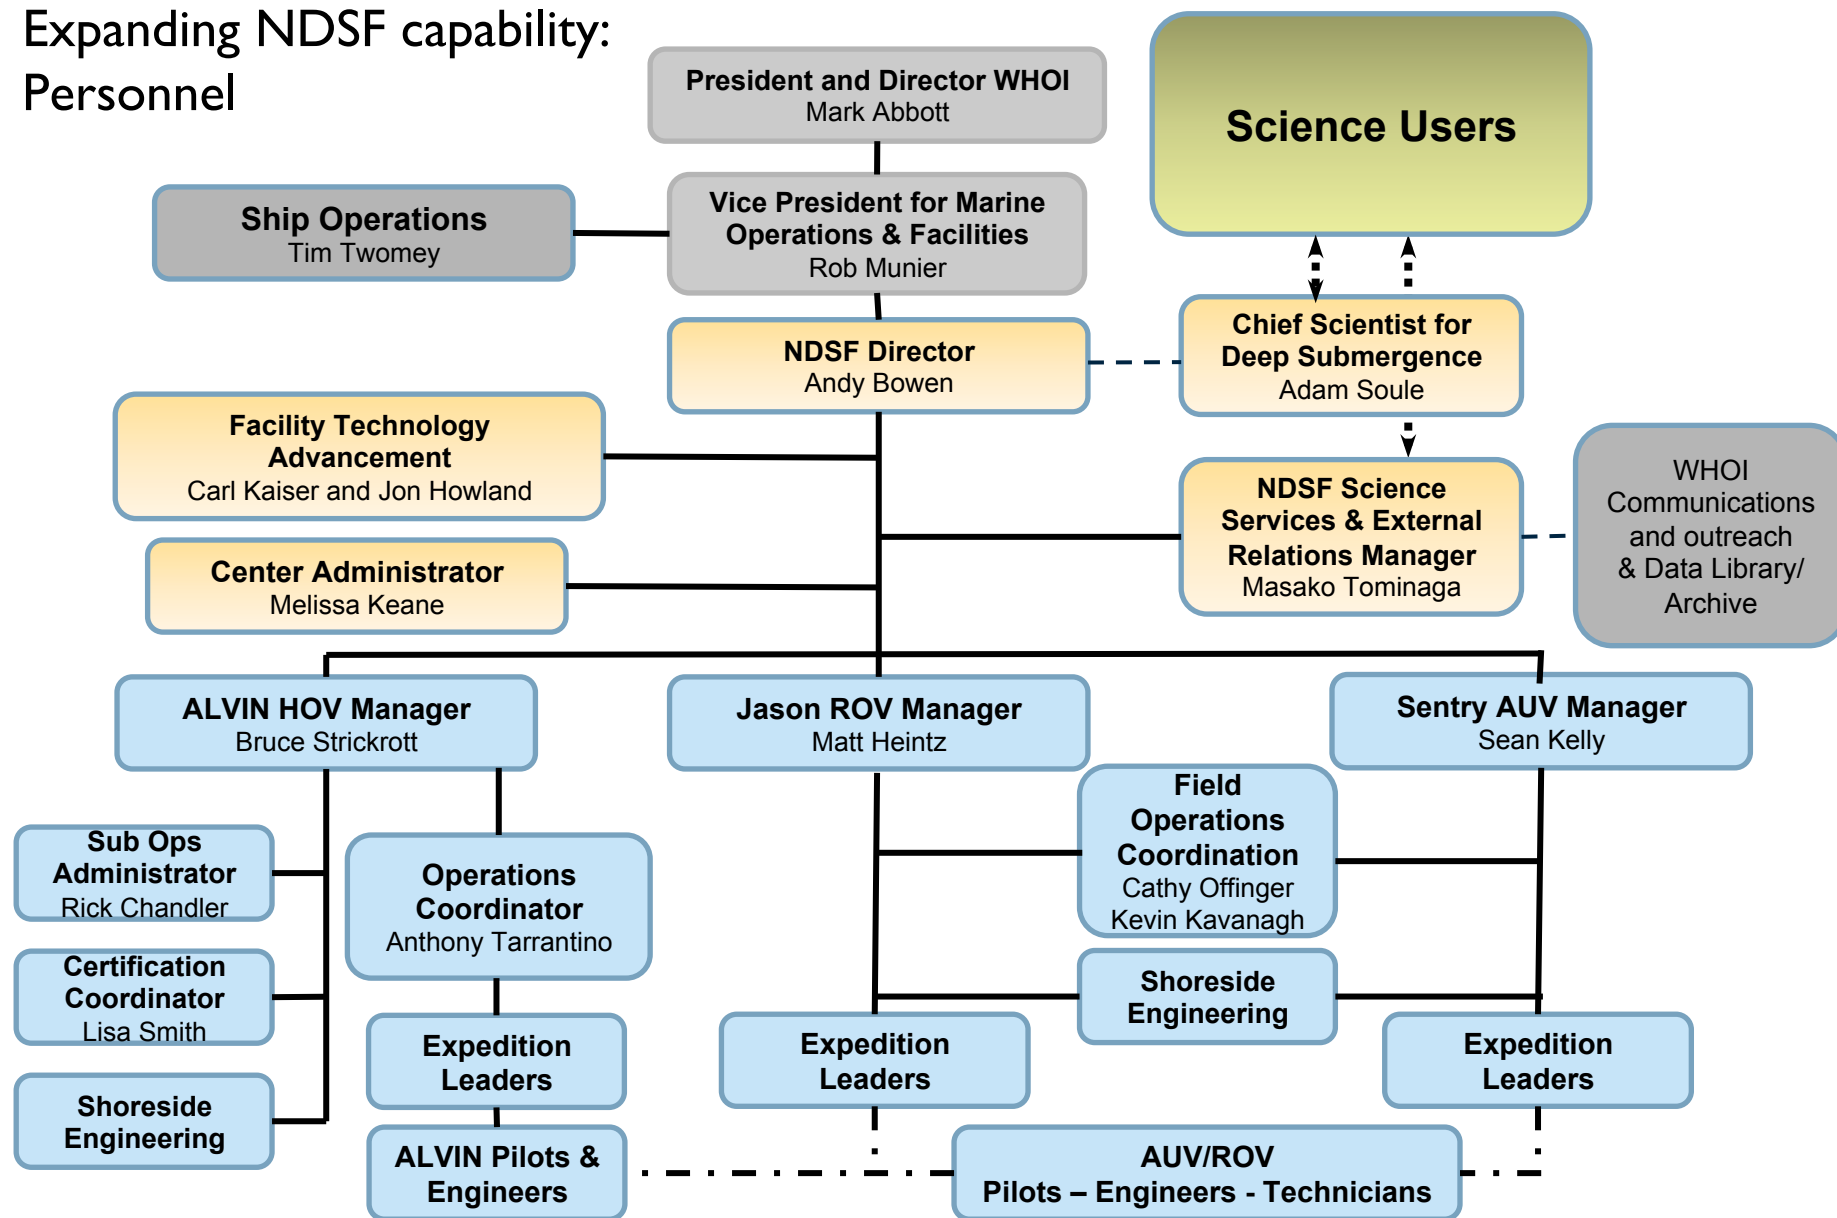 Expanding NDSF capability:
Personnel
President and Director WHOI
Mark Abbott
Science Users
Ship Operations
Tim Twomey
Vice President for Marine
Operations & Facilities
Rob Munier
NDSF Director
Andy Bowen
Chief Scientist for
Deep Submergence
Adam Soule
Facility Technology
Advancement
Carl Kaiser and Jon Howland
NDSF Science
Services & External
Relations Manager
Masako Tominaga
WHOI
Communications
and outreach
& Data Library/
Archive
Center Administrator
Melissa Keane
ALVIN HOV Manager
Bruce Strickrott
Jason ROV Manager
Matt Heintz
Sentry AUV Manager
Sean Kelly
Sub Ops
Administrator
Rick Chandler
Operations
Coordinator
Anthony Tarrantino
Field
Operations
Coordination
Cathy Offinger
Kevin Kavanagh
Certification
Coordinator
Lisa Smith
Shoreside
Engineering
Expedition
Leaders
Expedition
Leaders
Expedition
Leaders
Shoreside
Engineering
ALVIN Pilots &
Engineers
AUV/ROV
Pilots – Engineers - Technicians